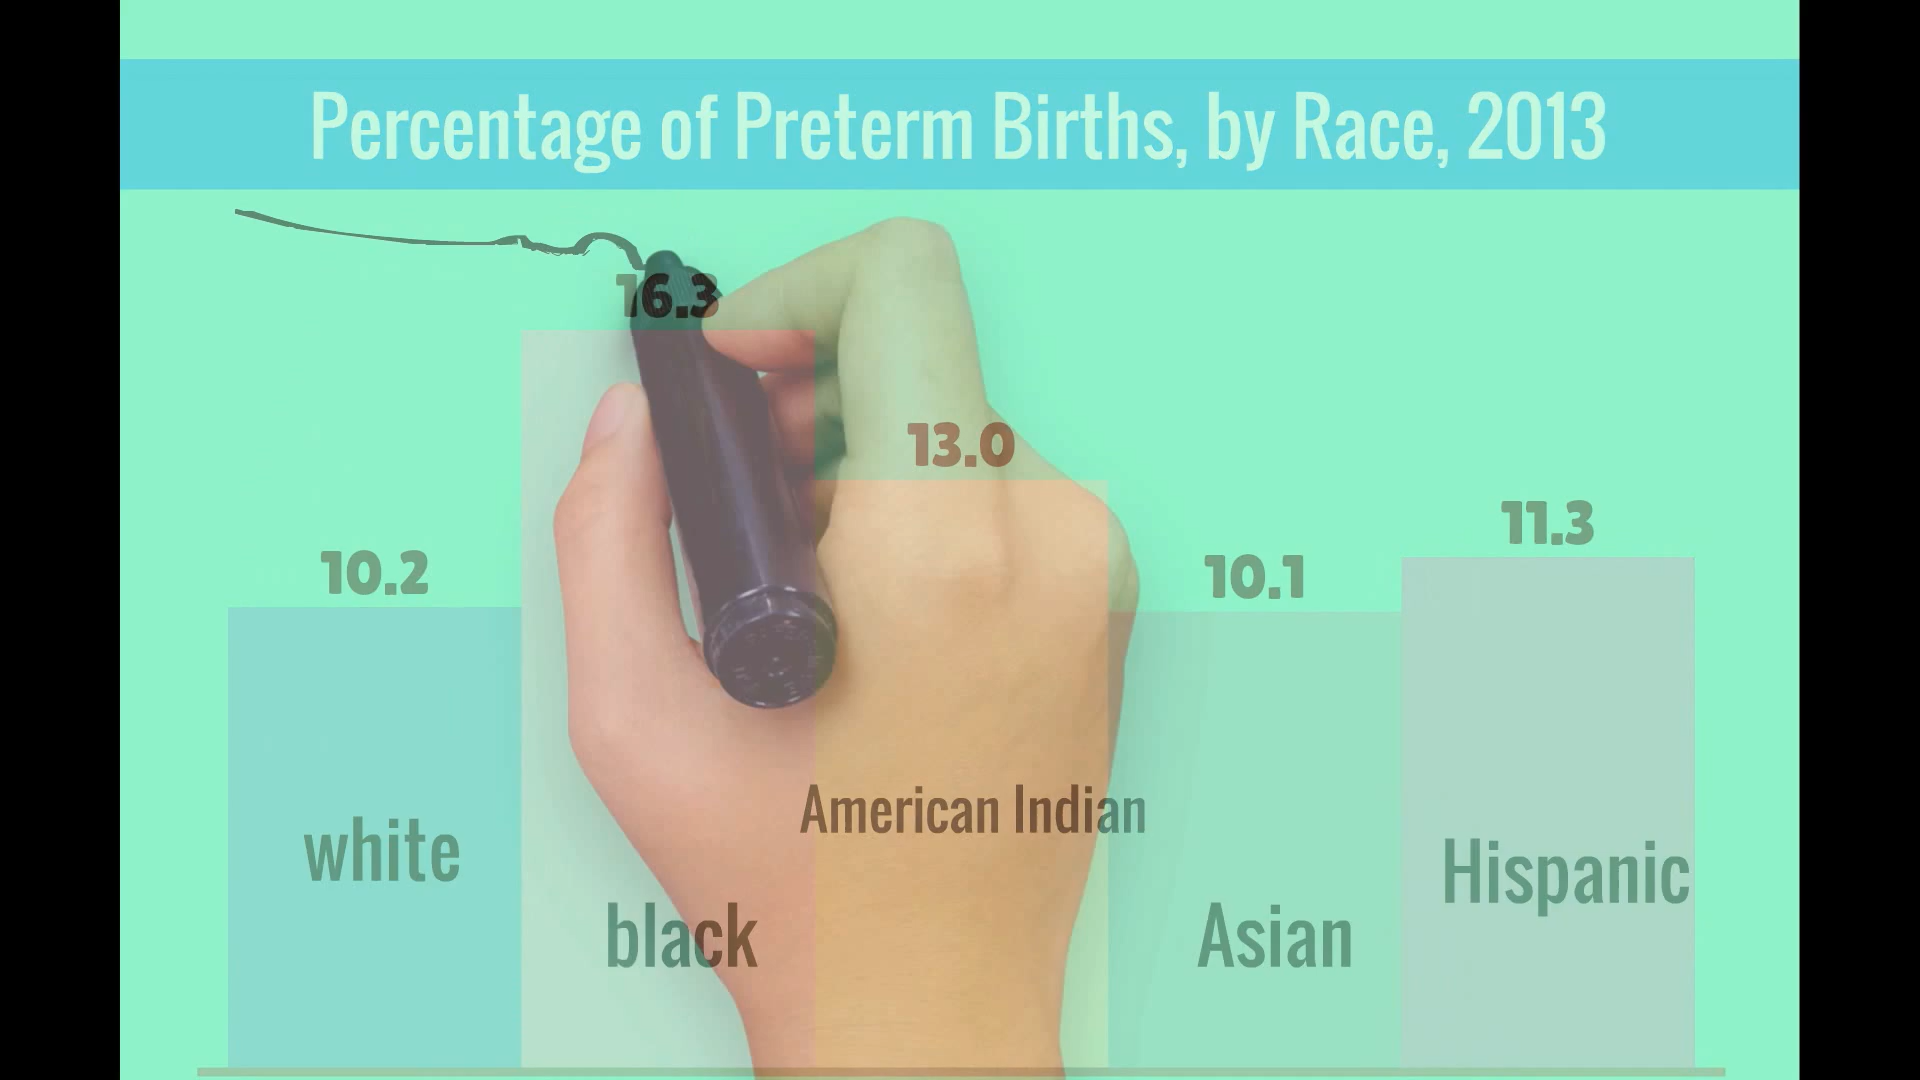 Percentage of Preterm Births, by Race, 2013
16.3
13.0
11.3
10.2
10.1
American Indian
white
Hispanic
black
Asian